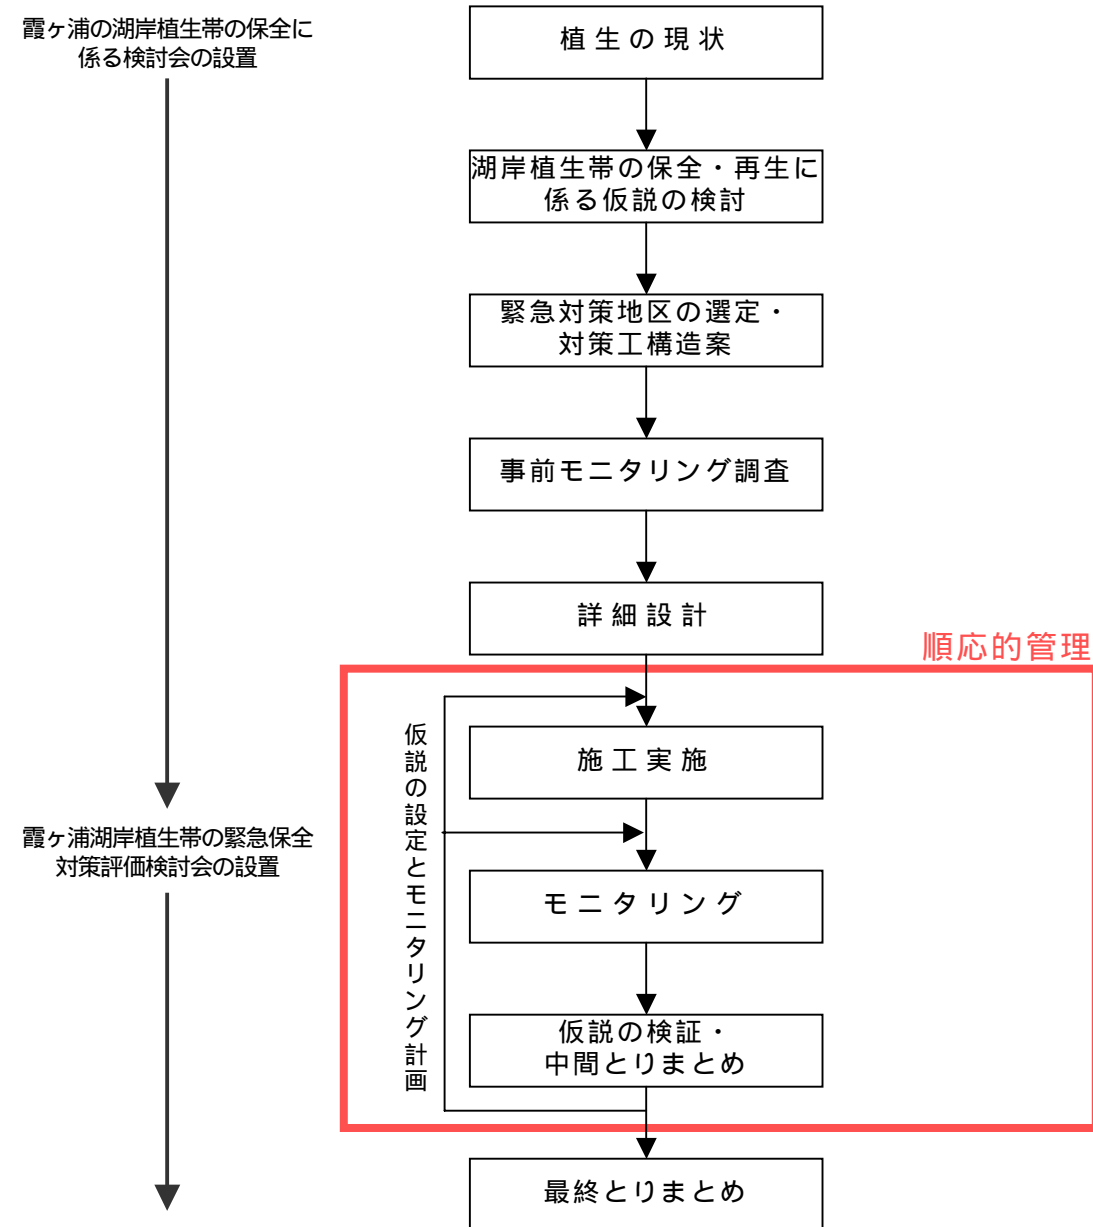 霞ヶ浦の湖岸植生帯の保全に
係る検討会の設置
植生の現状
湖岸植生帯の保全・再生に
係る仮説の検討
緊急対策地区の選定・
対策工構造案
事前モニタリング調査
詳細設計
順応的管理
仮説の設定とモニタリング計画
施工実施
霞ヶ浦湖岸植生帯の緊急保全
対策評価検討会の設置
モニタリング
仮説の検証・
中間とりまとめ
最終とりまとめ